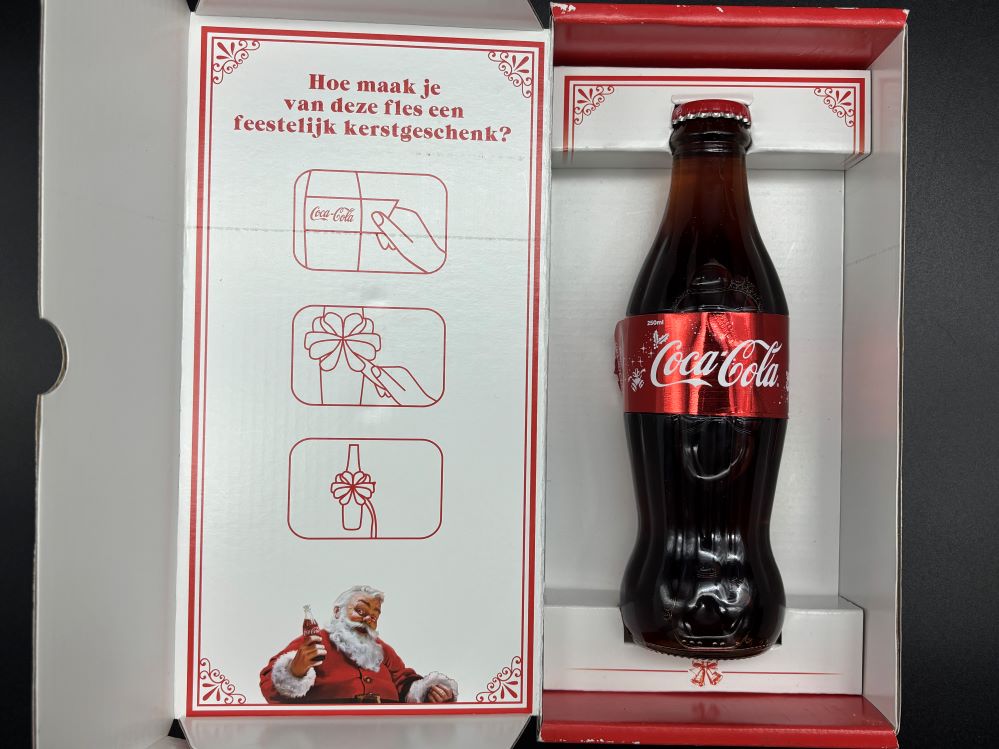 Hoe maak je
van deze fles een
feestelijk kerstgeschenk?
Coca-Cola
250ml
Coca-Cola